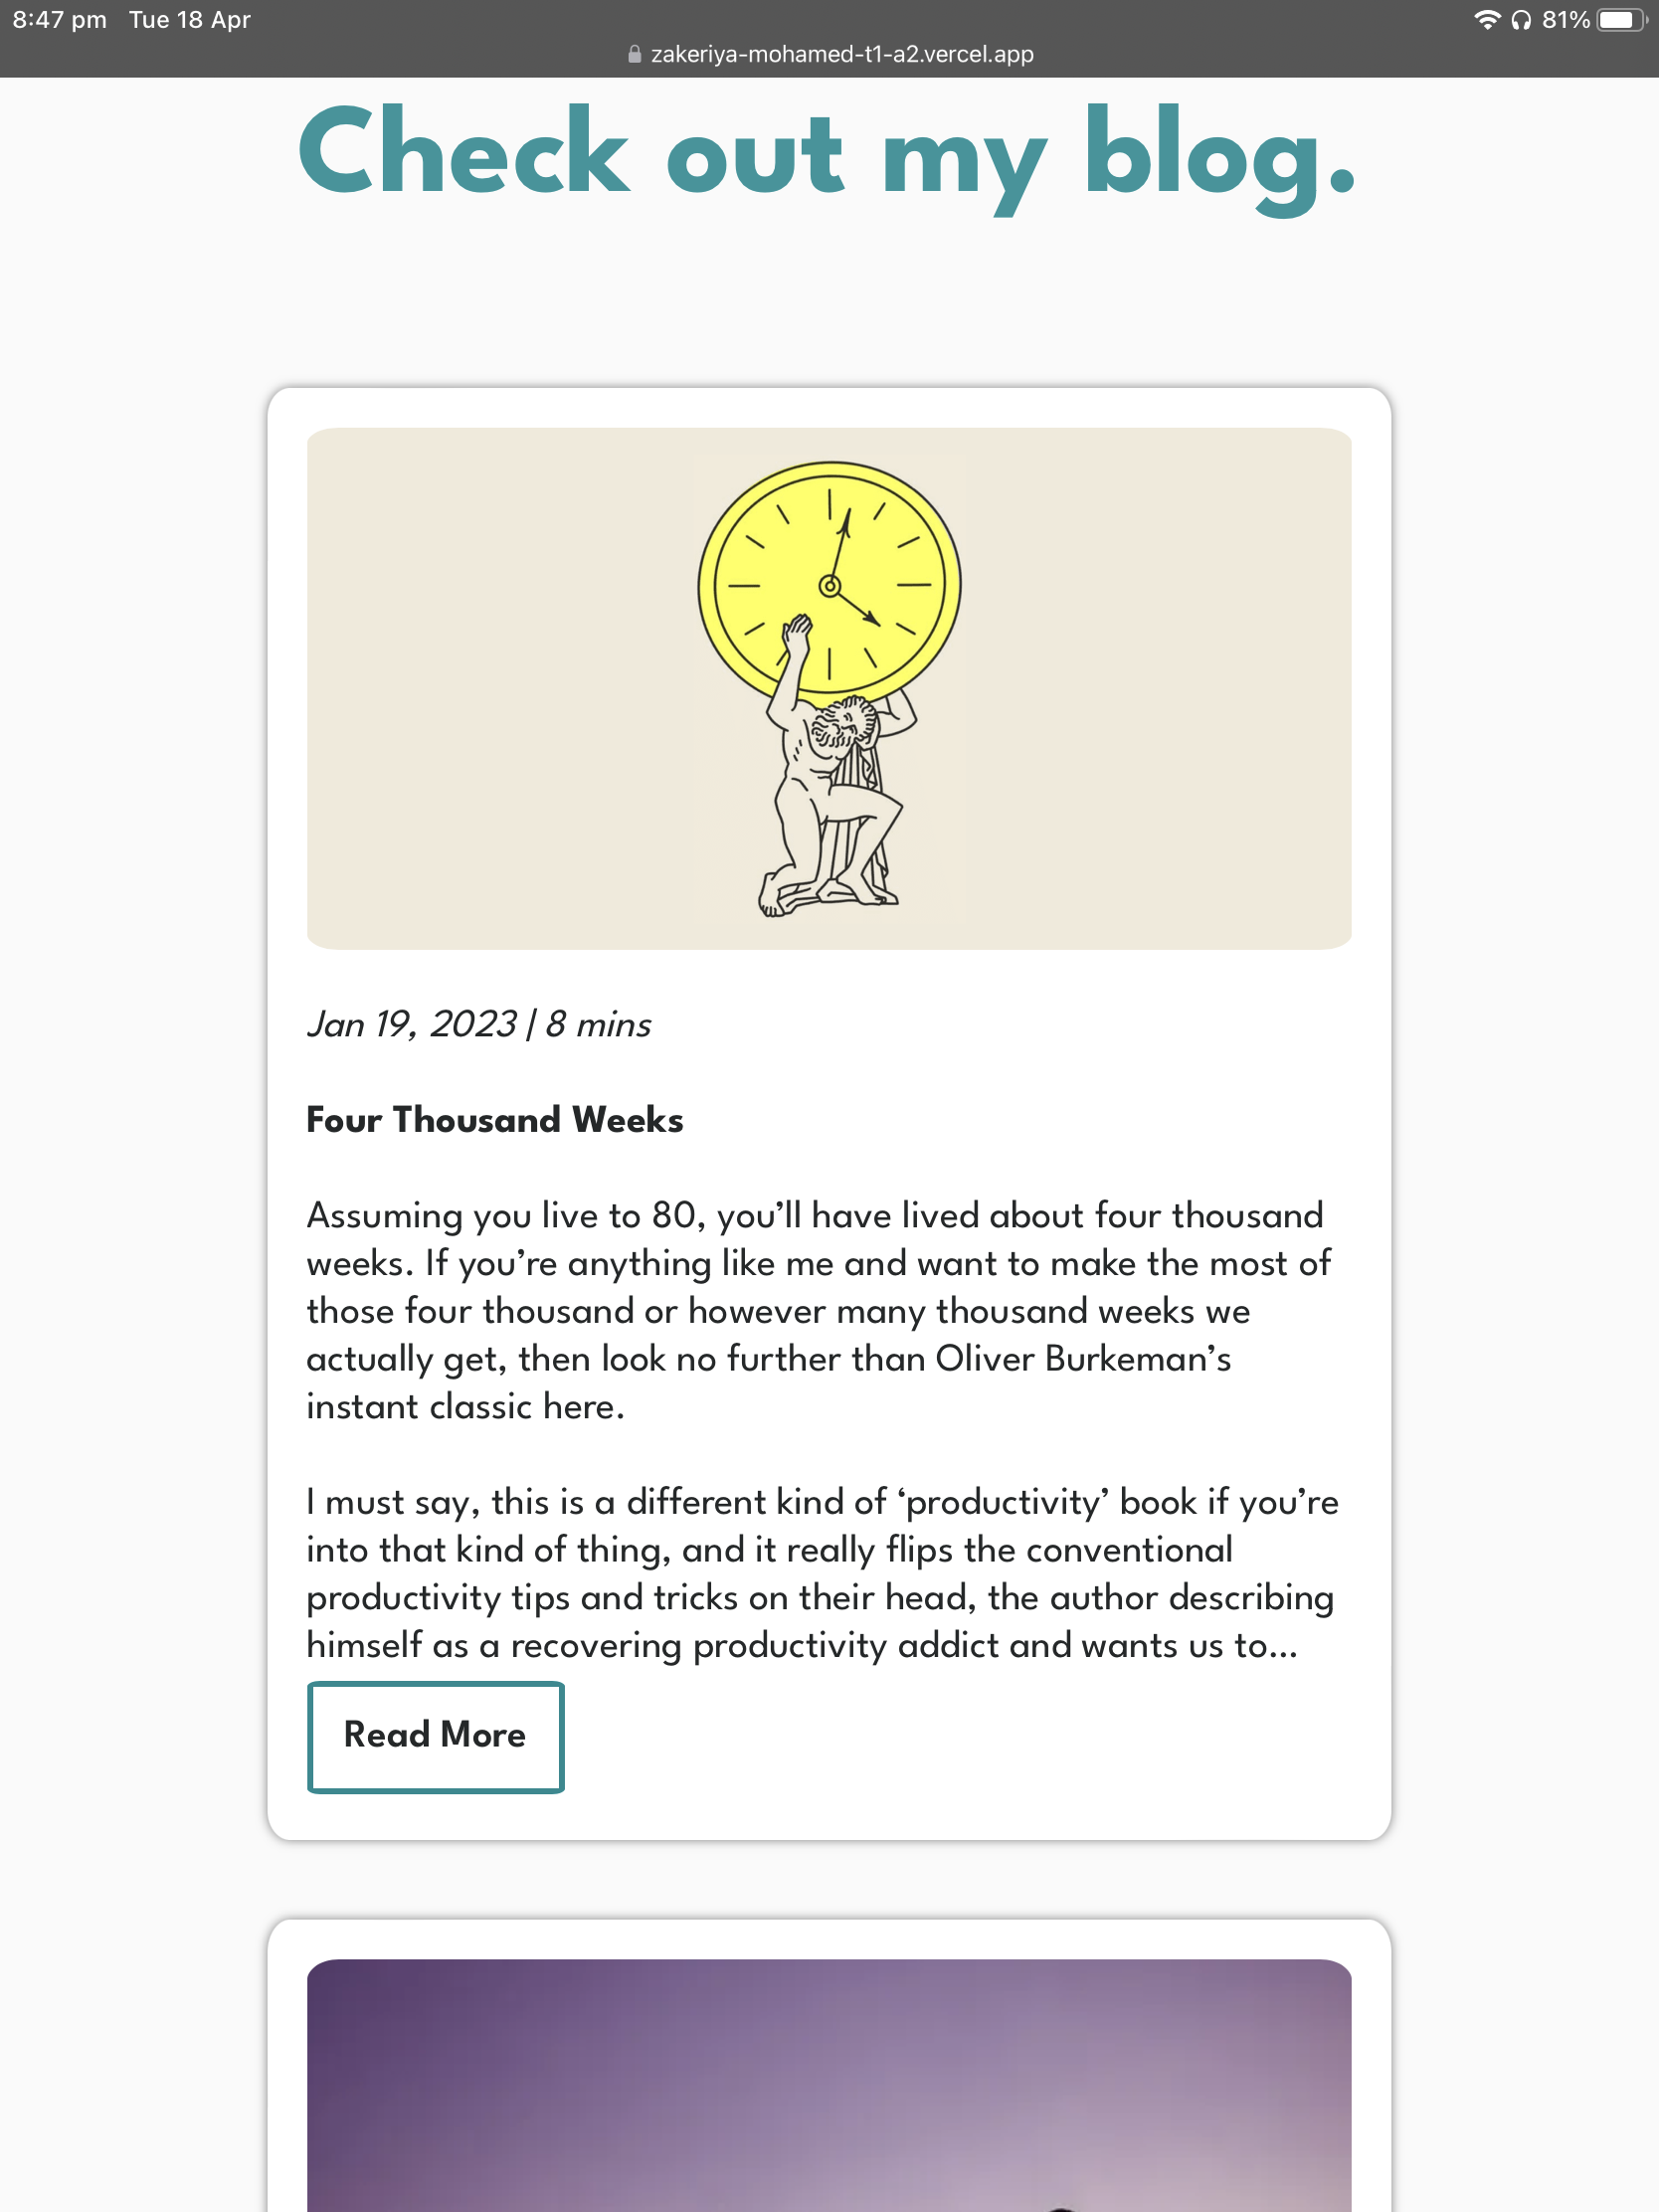 8:47 pm Tue 18 Apr
81%
zakeriya-mohamed-t1-a2.vercel.app
Check out my blog.
Jan 19, 2023 | 8 mins
Four Thousand Weeks
Assuming you live to 80, you’ll have lived about four thousand
weeks. If you’re anything like me and want to make the most of
those four thousand or however many thousand weeks we
actually get, then look no further than Oliver Burkeman’s
instant classic here.
I must say, this is a different kind of ‘productivity’ book if you’re
into that kind of thing, and it really flips the conventional
productivity tips and tricks on their head, the author describing
himself as a recovering productivity addict and wants us to...
Read More